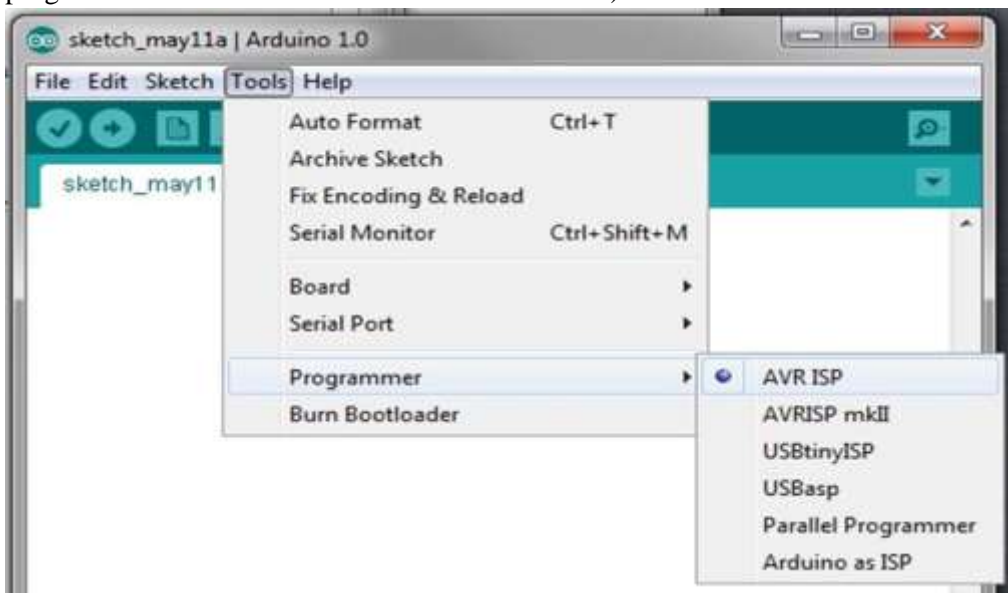 sketch_may11a | Arduino 1.0
File Edit Sketch Tools Help
Auto Format Ctrl+T
Archive Sketch
sketch_may11
Fix Encoding & Reload
Serial Monitor Ctrl+Shift+M
Board
Serial Port
Programmer
AVR ISP
Burn Bootloader
AVRISP mkII
USBtinyISP
USBasp
Parallel Programmer
Arduino as ISP